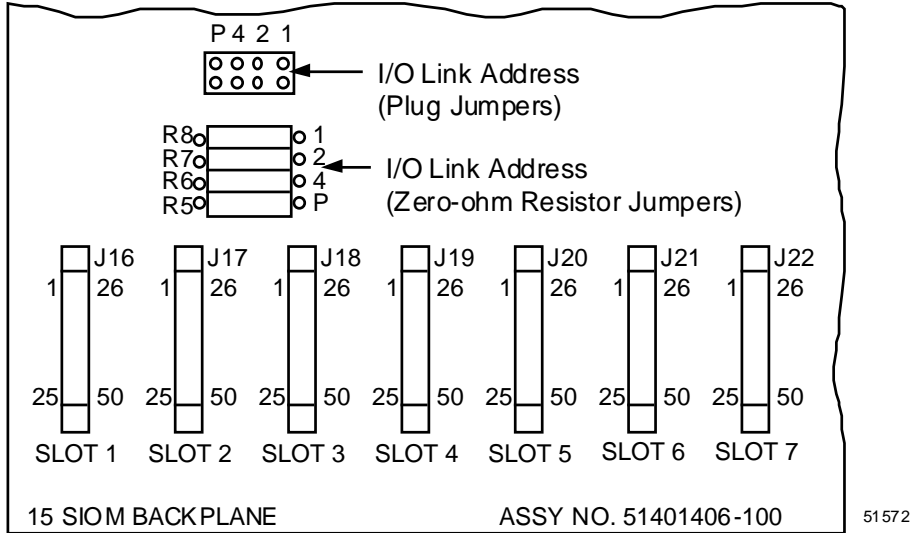 P 4 2 1
I/O Link Address
(Plug Jumpers)
R8 1
R7 2
R6 4
R5 P
I/O Link Address
(Zero-ohm Resistor Jumpers)
J16 J17 J18 J19 J20 J21 J22
1 26 1 26 1 26 1 26 1 26 1 26 1 26
25 50 25 50 25 50 25 50 25 50 25 50 25 50
SLOT 1 SLOT 2 SLOT 3 SLOT 4 SLOT 5 SLOT 6 SLOT 7
15 SIOM BACKPLANE ASSY NO. 51401406-100
51572